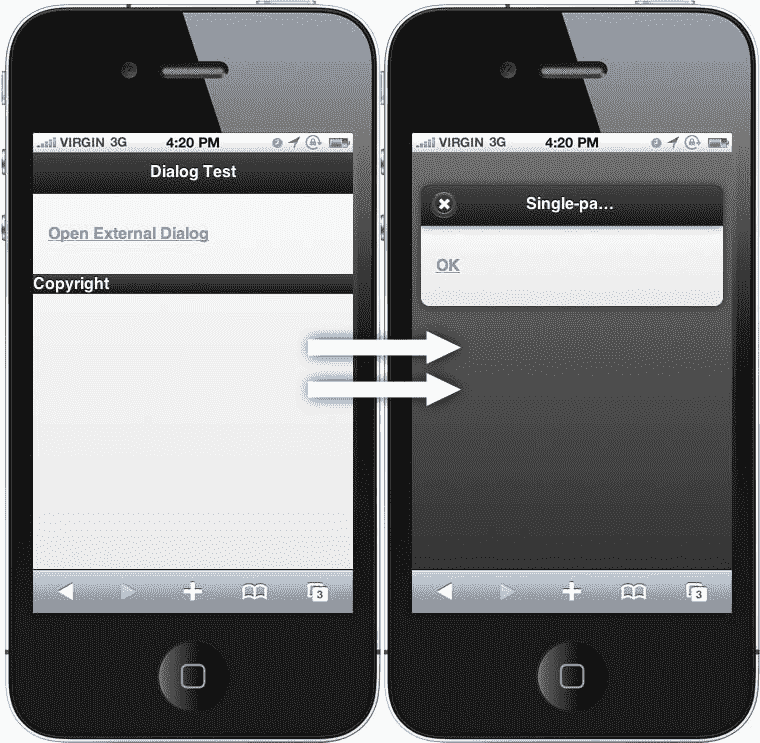 VIRGIN 3G 4:20 PM
Dialog Test
Open External Dialog
Copyright
3
VIRGIN 3G 4:20 PM
Single-pa...
OK
3